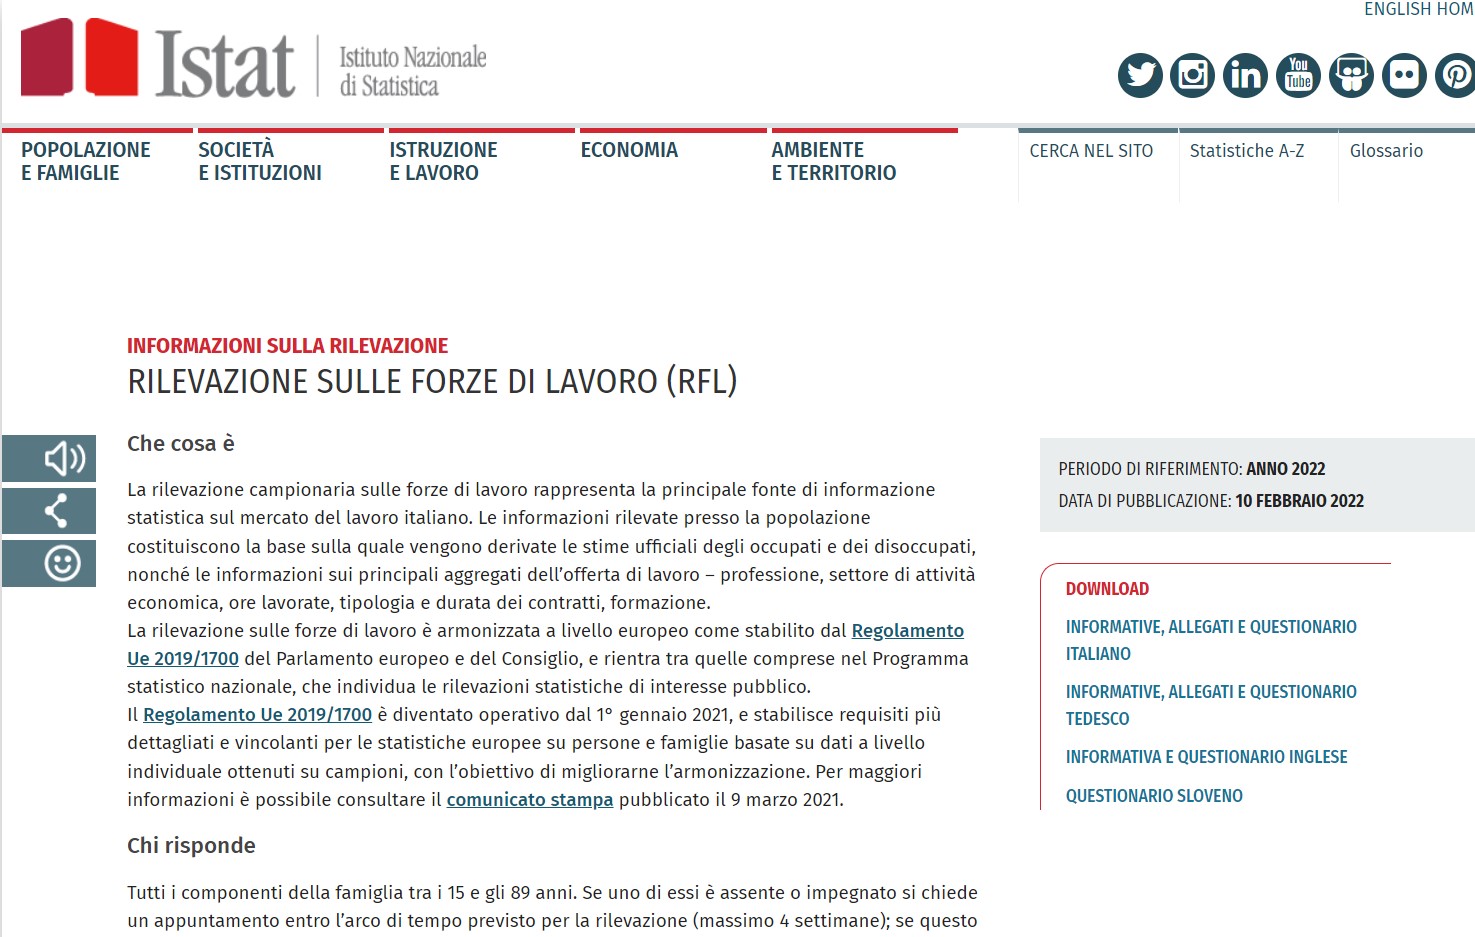 ENGLISH HOM
Istat
Istituto Nazionale
di Statistica
You
Tube
POPOLAZIONE
E FAMIGLIE
SOCIETÀ
E ISTITUZIONI
ISTRUZIONE
E LAVORO
ECONOMIA
AMBIENTE
E TERRITORIO
CERCA NEL SITO
Statistiche A-Z
Glossario
INFORMAZIONI SULLA RILEVAZIONE
RILEVAZIONE SULLE FORZE DI LAVORO (RFL)
Che cosa è
La rilevazione campionaria sulle forze di lavoro rappresenta la principale fonte di informazione
statistica sul mercato del lavoro italiano. Le informazioni rilevate presso la popolazione
costituiscono la base sulla quale vengono derivate le stime ufficiali degli occupati e dei disoccupati,
nonché le informazioni sui principali aggregati dell’offerta di lavoro – professione, settore di attività
economica, ore lavorate, tipologia e durata dei contratti, formazione.
La rilevazione sulle forze di lavoro è armonizzata a livello europeo come stabilito dal Regolamento
Ue 2019/1700 del Parlamento europeo e del Consiglio, e rientra tra quelle comprese nel Programma
statistico nazionale, che individua le rilevazioni statistiche di interesse pubblico.
Il Regolamento Ue 2019/1700 è diventato operativo dal 1° gennaio 2021, e stabilisce requisiti più
dettagliati e vincolanti per le statistiche europee su persone e famiglie basate su dati a livello
individuale ottenuti su campioni, con l’obiettivo di migliorarne l’armonizzazione. Per maggiori
informazioni è possibile consultare il comunicato stampa pubblicato il 9 marzo 2021.
Chi risponde
Tutti i componenti della famiglia tra i 15 e gli 89 anni. Se uno di essi è assente o impegnato si chiede
un appuntamento entro l’arco di tempo previsto per la rilevazione (massimo 4 settimane); se questo
PERIODO DI RIFERIMENTO: ANNO 2022
DATA DI PUBBLICAZIONE: 10 FEBBRAIO 2022
DOWNLOAD
INFORMATIVE, ALLEGATI E QUESTIONARIO
ITALIANO
INFORMATIVE, ALLEGATI E QUESTIONARIO
TEDESCO
INFORMATIVA E QUESTIONARIO INGLESE
QUESTIONARIO SLOVENO